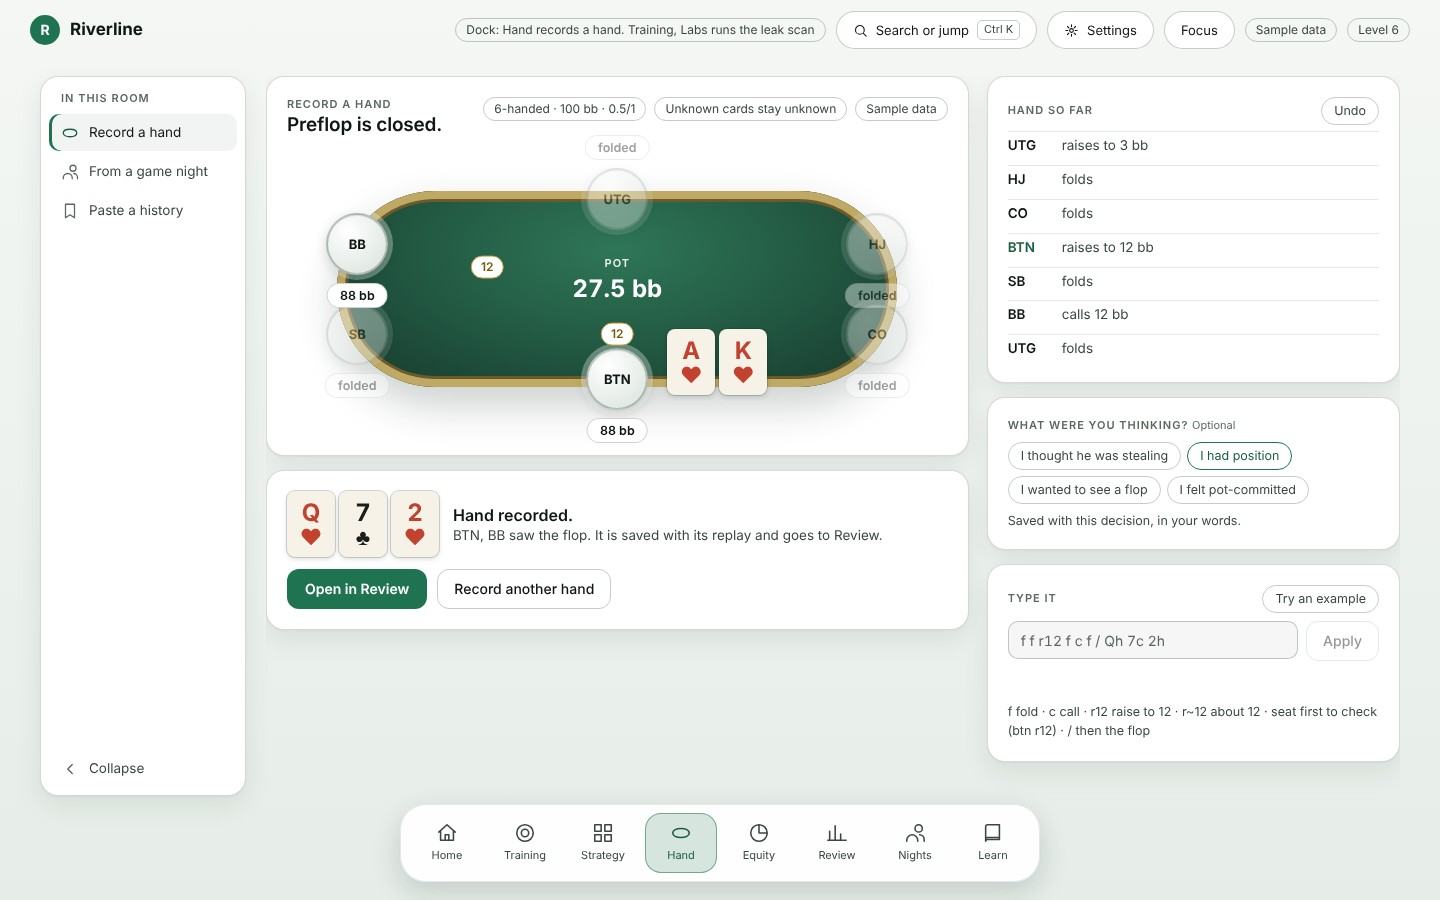 R Riverline
Dock: Hand records a hand. Training, Labs runs the leak scan
Search or jump Ctrl K
Settings
Focus
Sample data
Level 6
IN THIS ROOM
Record a hand
From a game night
Paste a history
Collapse
RECORD A HAND
Preflop is closed.
6-handed · 100 bb · 0.5/1
Unknown cards stay unknown
Sample data
folded
UTG
BB
HJ
12
POT
27.5 bb
88 bb
folded
SB
CO
12
A K
BTN
folded
folded
88 bb
Q 7 2
Hand recorded.
BTN, BB saw the flop. It is saved with its replay and goes to Review.
Open in Review
Record another hand
HAND SO FAR
Undo
UTG raises to 3 bb
HJ folds
CO folds
BTN raises to 12 bb
SB folds
BB calls 12 bb
UTG folds
WHAT WERE YOU THINKING? Optional
I thought he was stealing
I had position
I wanted to see a flop
I felt pot-committed
Saved with this decision, in your words.
TYPE IT
Try an example
f f r12 f c f / Qh 7c 2h
Apply
f fold · c call · r12 raise to 12 · r~12 about 12 · seat first to check
(btn r12) · / then the flop
Home
Training
Strategy
Hand
Equity
Review
Nights
Learn